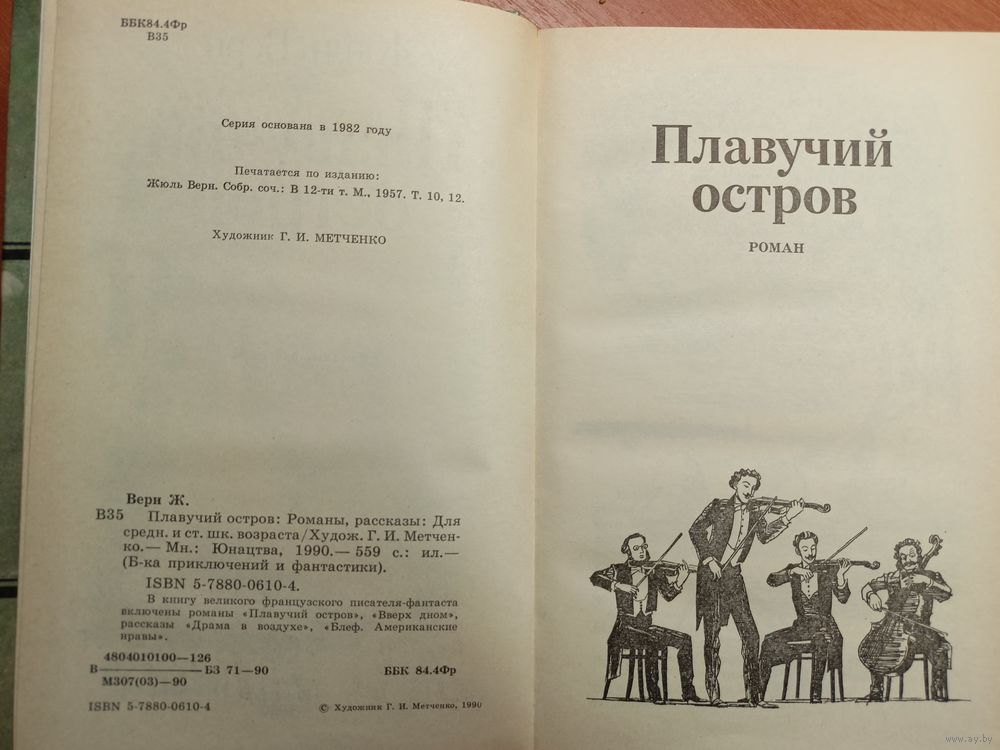 ББК84.4Фр
В35
Серия основана в 1982 году
Печатается по изданию:
Жюль Верн. Собр. соч.: В 12-ти т. М., 1957. Т. 10, 12.
Художник Г. И. МЕТЧЕНКО
Верн Ж.
В35 Плавучий остров: Романы, рассказы: Для
средн. и ст. шк. возраста/Худож. Г. И. Метчен-
ко.— Мн.: Юнацтва, 1990.— 559 с.: ил.—
(Б-ка приключений и фантастики).
ISBN 5-7880-0610-4.
В книгу великого французского писателя-фантаста
включены романы «Плавучий остров», «Вверх дном»,
рассказы «Драма в воздухе», «Блеф. Американские
нравы».
4804010100—126
В — БЗ 71—90 ББК 84.4Фр
М307(03)—90
ISBN 5-7880-0610-4
© Художник Г. И. Метченко, 1990
Плавучий
остров
РОМАН
www.ay.by